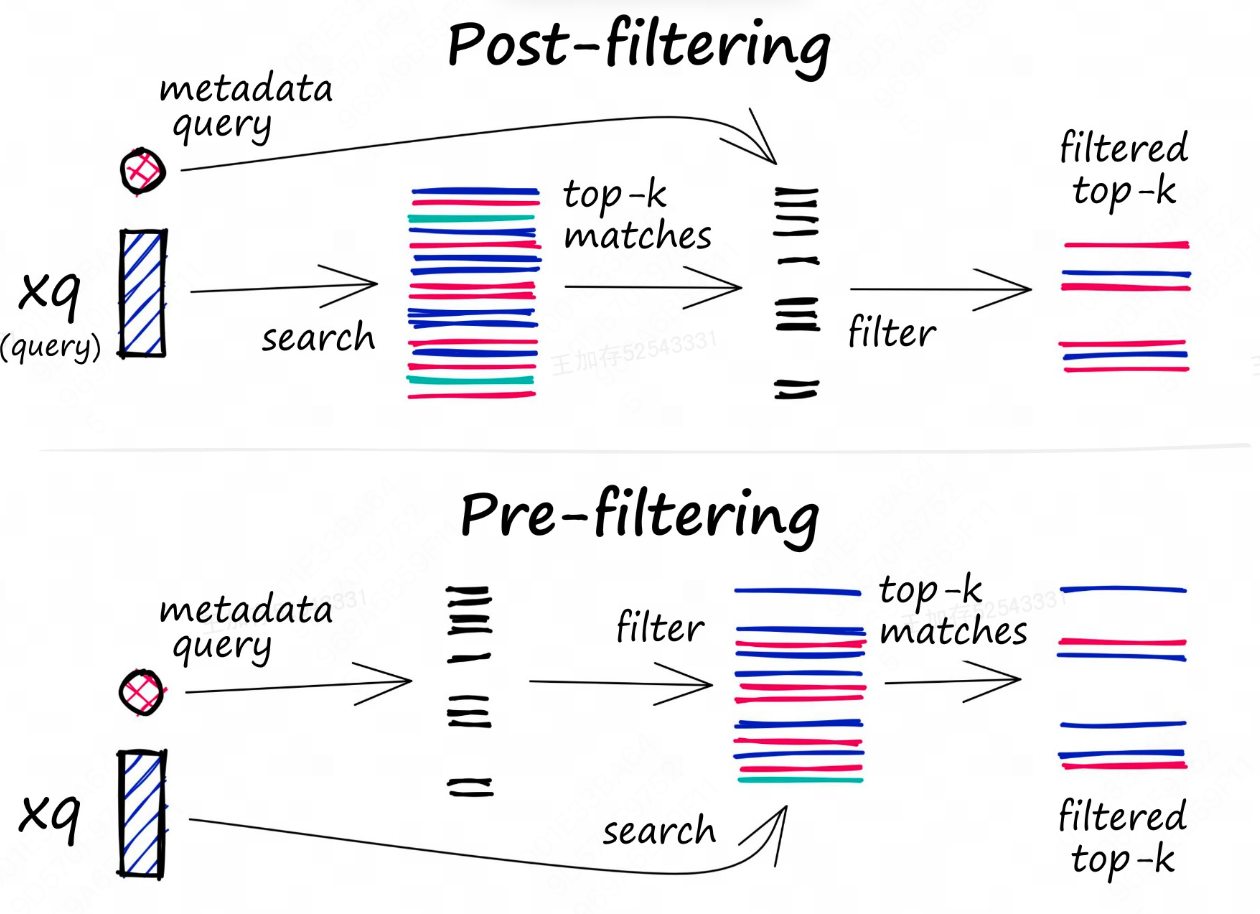 Post-filtering
metadata
query
filtered
top-k
top-k
matches
xq
(query)
search
filter
王加存52543331
Pre-filtering
metadata
query
filter
top-k
matches
xq
search
filtered
top-k